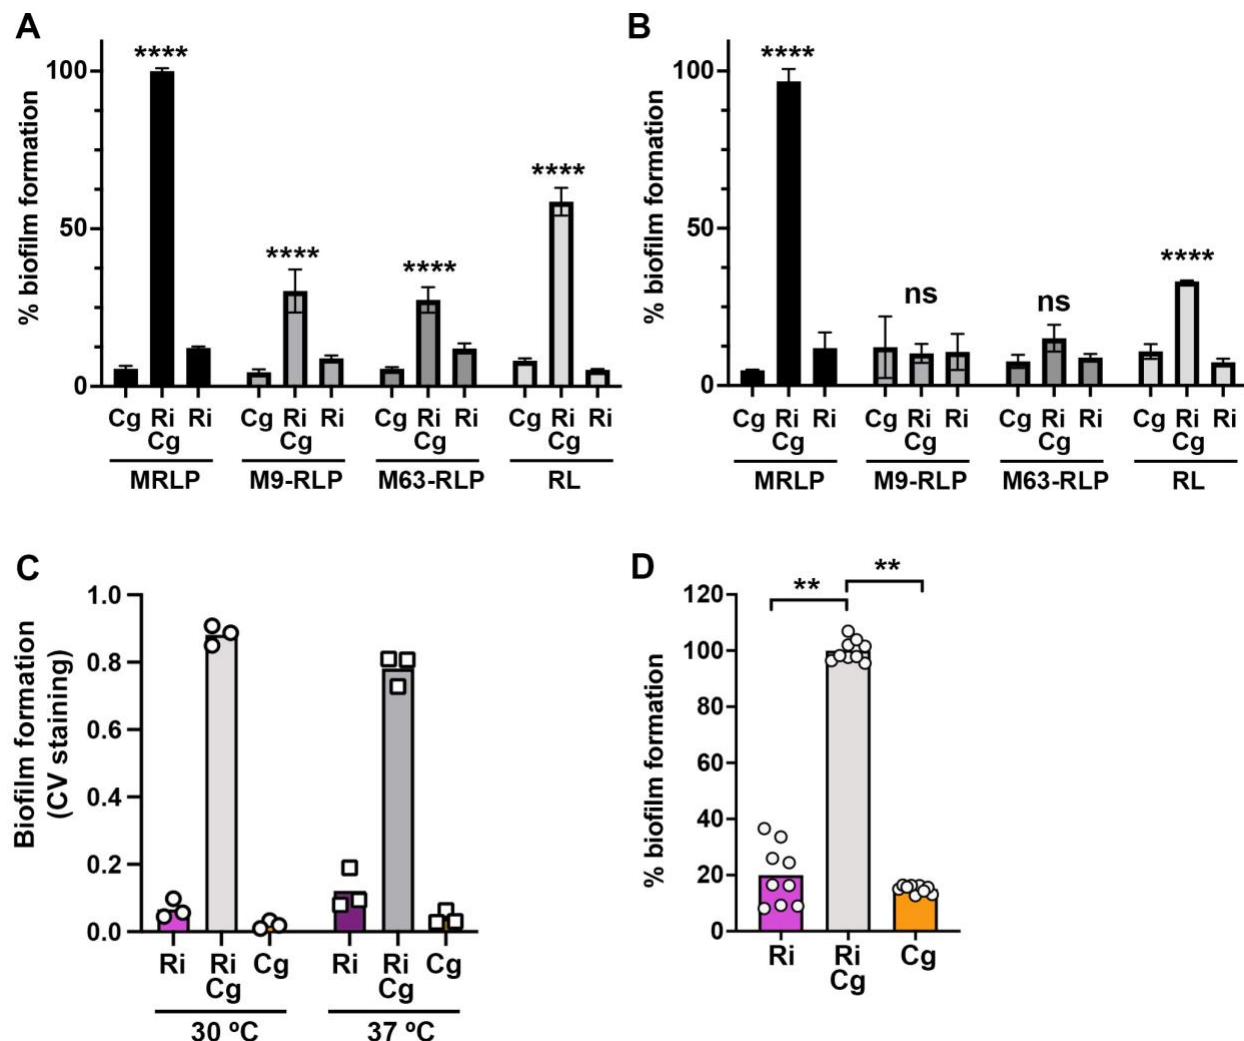 A
% biofilm formation
100
50
0
****
****
****
****
Cg Ri Ri Cg Ri Ri Cg Ri Ri Cg Ri Ri
Cg Cg Cg Cg
MRLP M9-RLP M63-RLP RL
B
% biofilm formation
100
50
0
****
ns
ns
****
Cg Ri Ri Cg Ri Ri Cg Ri Ri Cg Ri Ri
Cg Cg Cg Cg
MRLP M9-RLP M63-RLP RL
C
Biofilm formation
(CV staining)
1.0
0.8
0.6
0.4
0.2
0.0
Ri Ri Cg Ri Ri Cg
Cg Cg
30 ºC 37 ºC
D
% biofilm formation
120
100
80
60
40
20
0
**
**
Ri Ri Cg
Cg